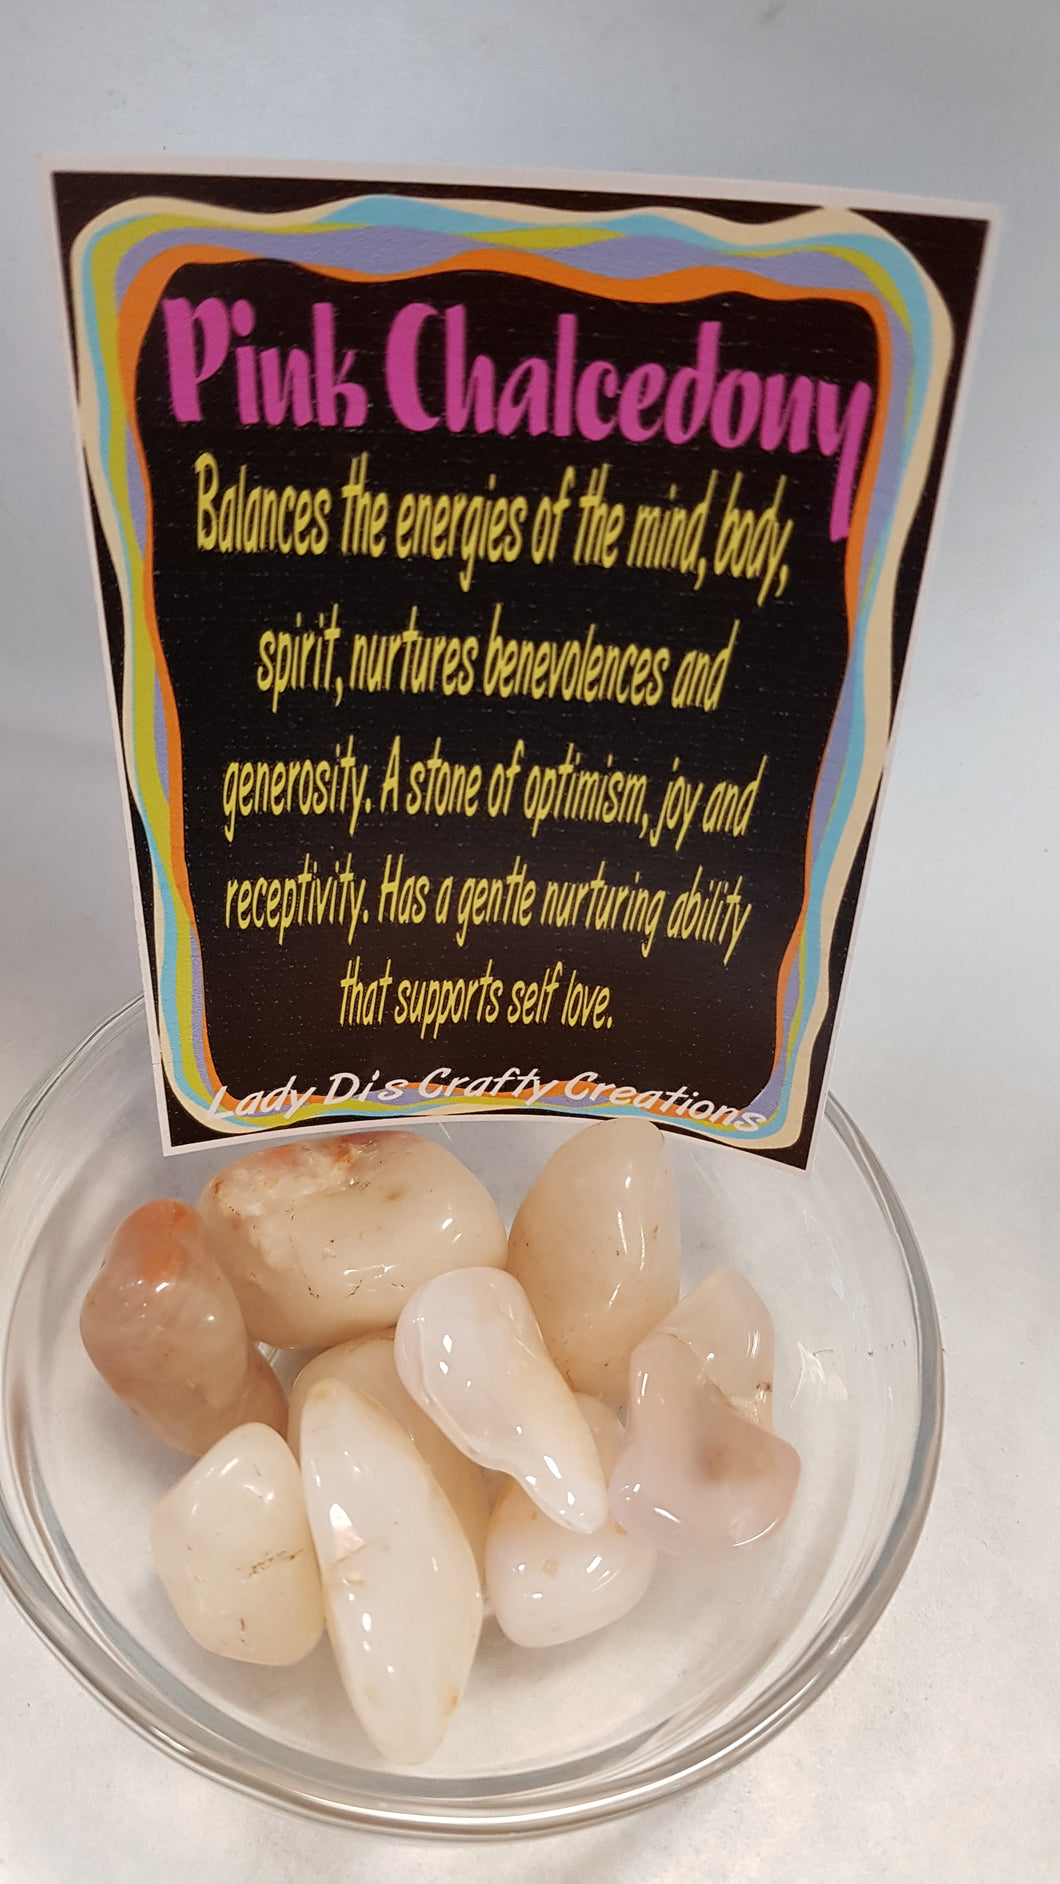 Pink Chalcedony
Balances the energies of the mind, body,
spirit, nurtures benevolences and
generosity. A stone of optimism, joy and
receptivity. Has a gentle nurturing ability
that supports self love.
Lady Di's Crafty Creations